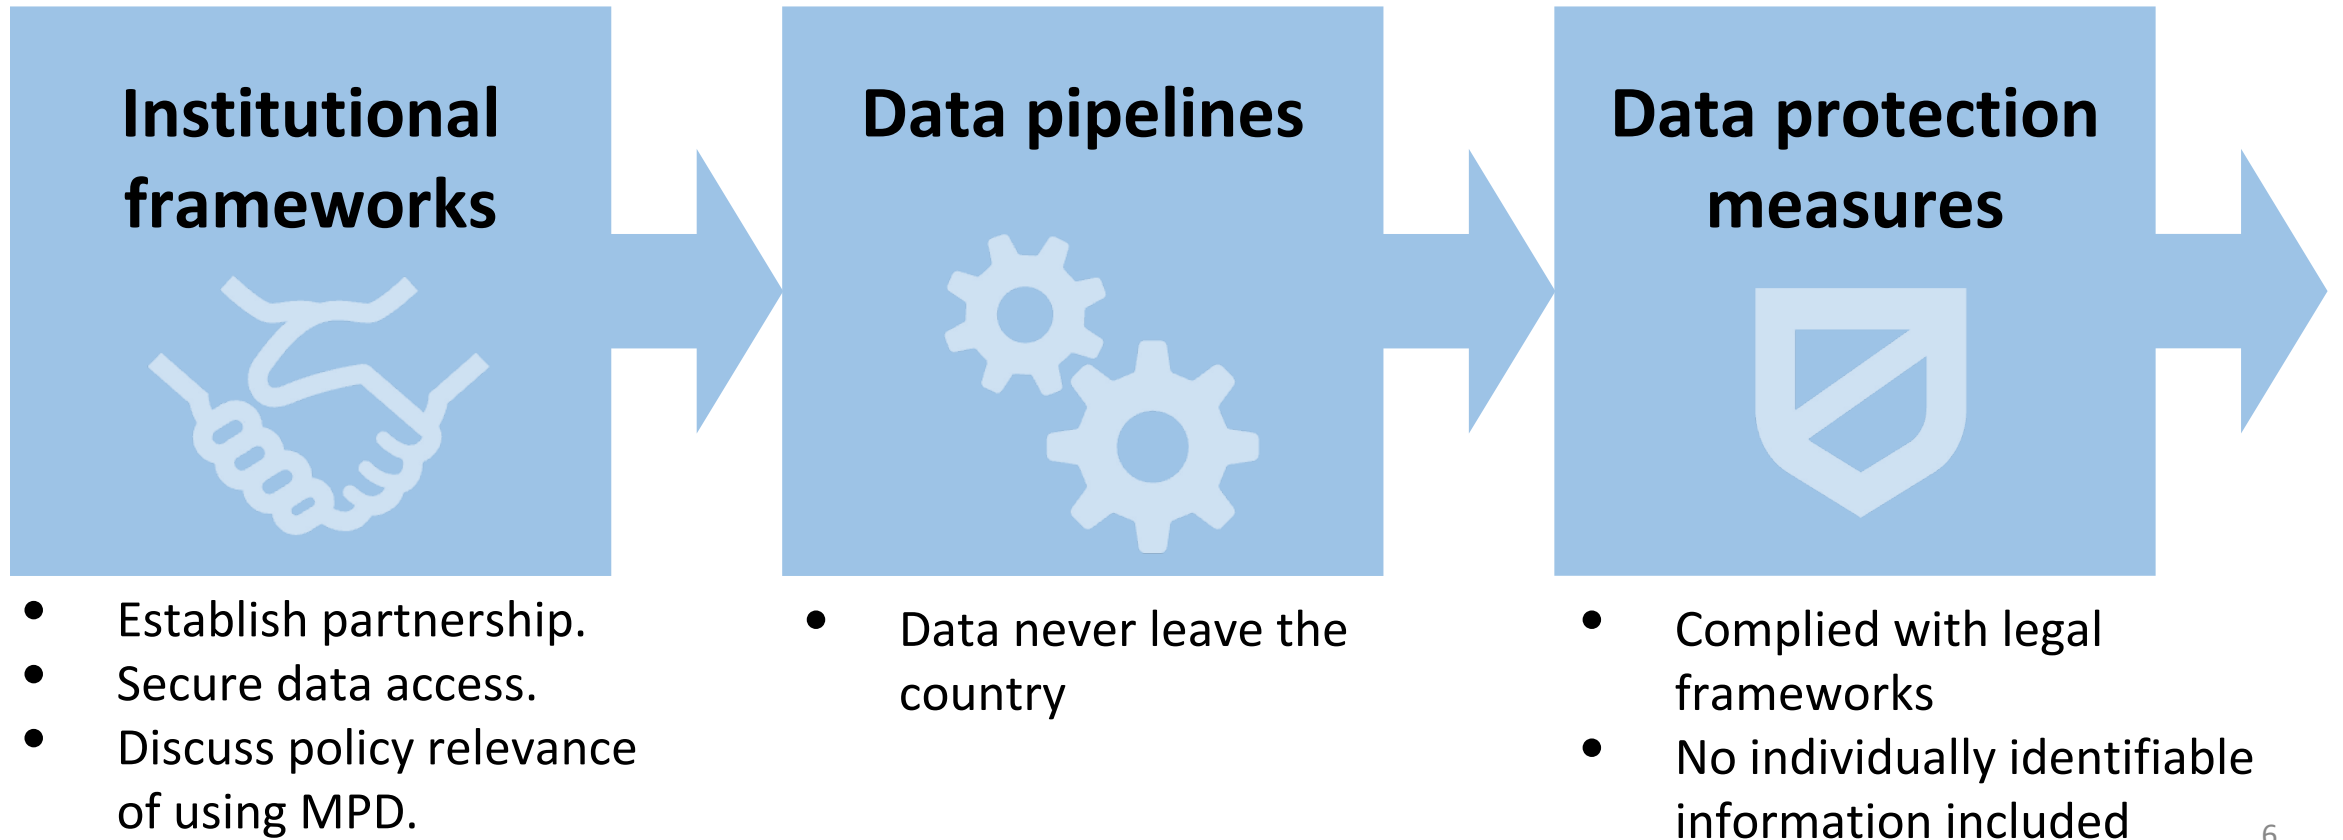 Institutional
frameworks
Data pipelines
Data protection
measures
• Establish partnership.
• Secure data access.
• Discuss policy relevance
of using MPD.
• Data never leave the
country
• Complied with legal
frameworks
• No individually identifiable
information included
6